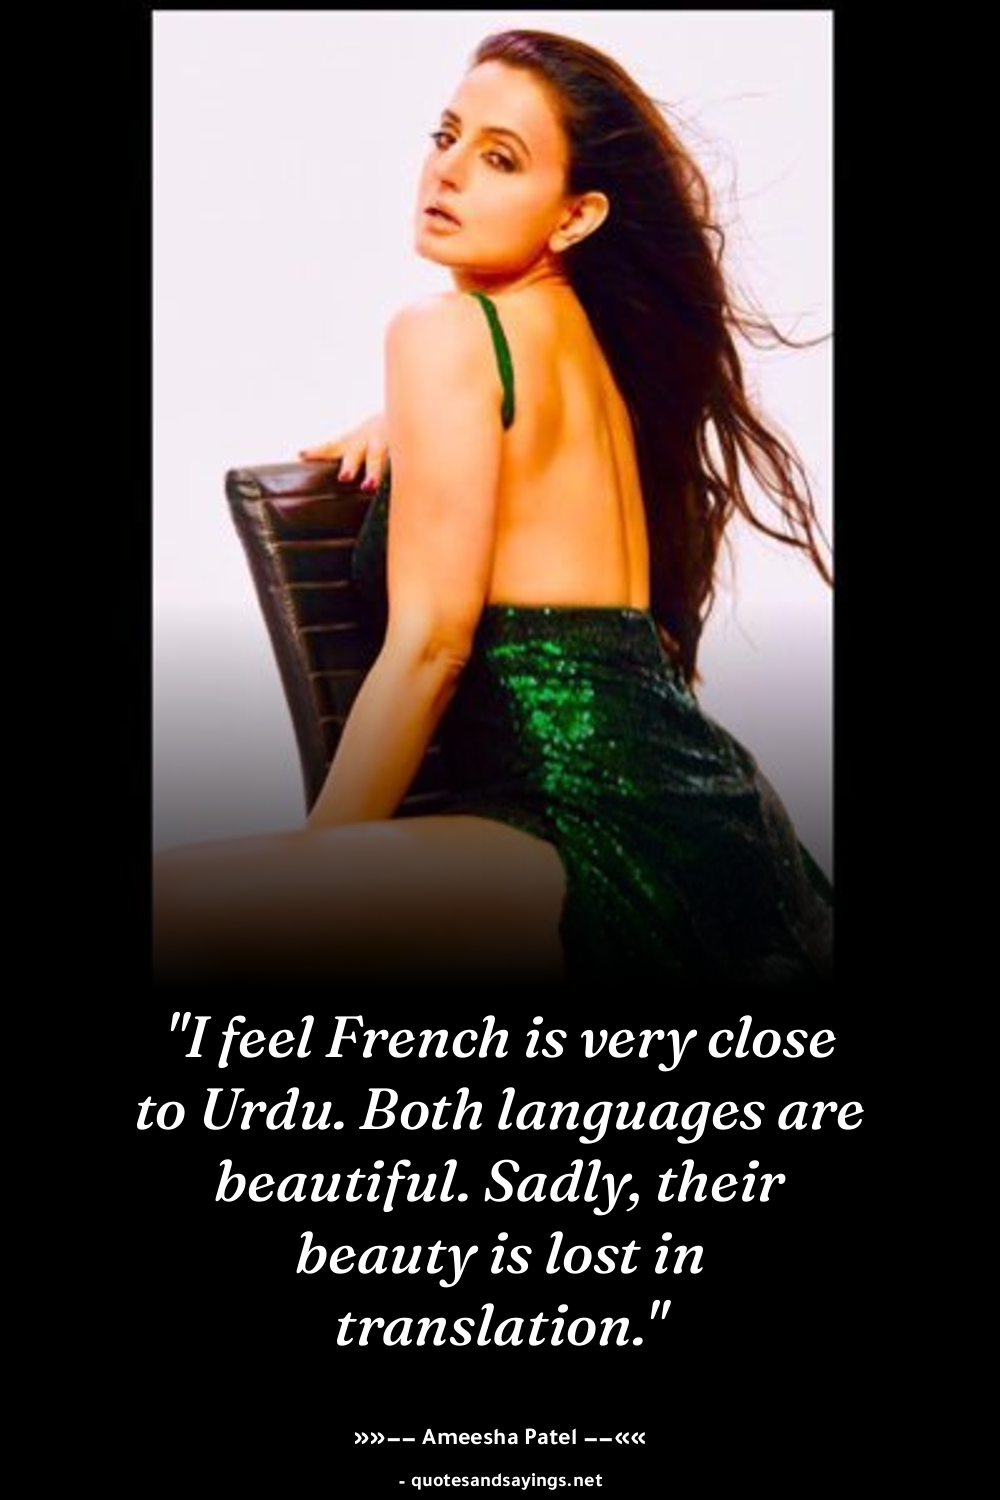 "I feel French is very close
to Urdu. Both languages are
beautiful. Sadly, their
beauty is lost in
translation."
»»–– Ameesha Patel ––««
- quotesandsayings.net